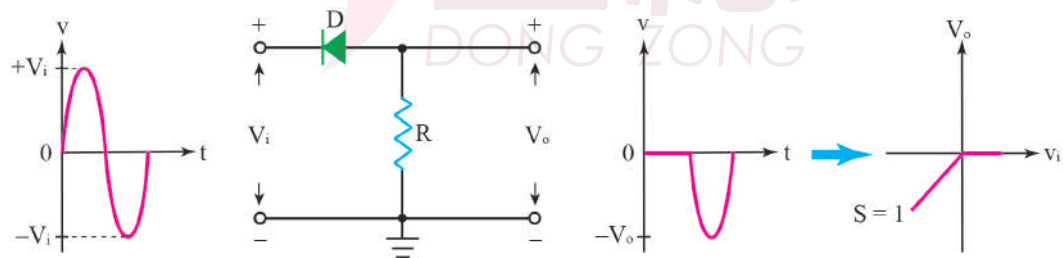 v
+Vᵢ
0
t
−Vᵢ
D
+
+
Vᵢ
R
Vₒ
−
−
DONG ZONG
v
0
t
−Vₒ
Vₒ
vᵢ
S = 1